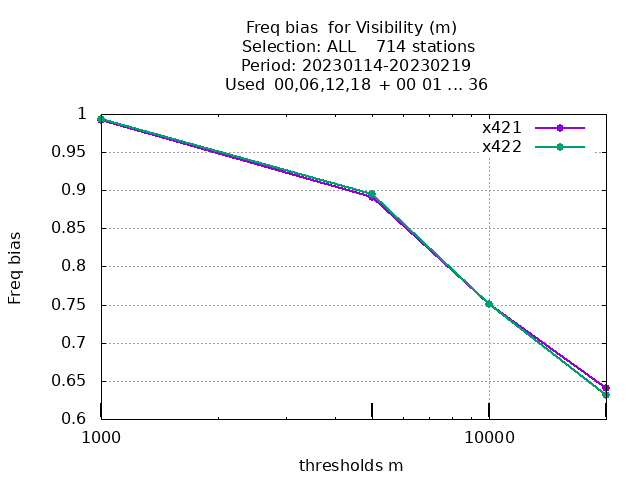 Freq bias  for Visibility (m)
Selection: ALL    714 stations
Period: 20230114-20230219
Used  00,06,12,18 + 00 01 ... 36
x421
x422
1
0.95
0.9
0.85
0.8
0.75
0.7
0.65
0.6
Freq bias
1000
10000
thresholds m